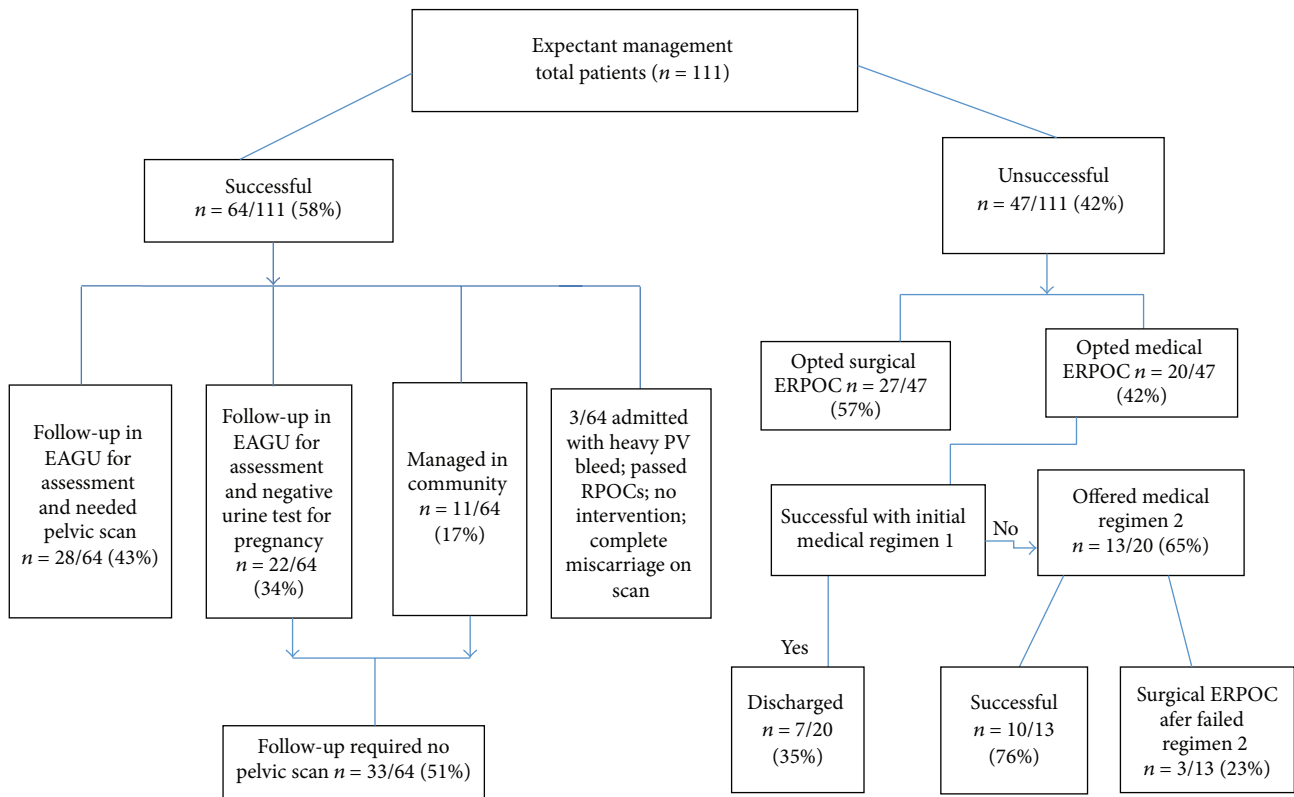 Expectant management
total patients (n = 111)
Successful
n = 64/111 (58%)
Unsuccessful
n = 47/111 (42%)
Opted surgical
ERPOC n = 27/47
(57%)
Opted medical
ERPOC n = 20/47
(42%)
Follow-up in
EAGU for
assessment
and needed
pelvic scan
n = 28/64 (43%)
Follow-up in
EAGU for
assessment
and negative
urine test for
pregnancy
n = 22/64
(34%)
Managed in
community
n = 11/64
(17%)
3/64 admitted
with heavy PV
bleed; passed
RPOCs; no
intervention;
complete
miscarriage on
scan
Successful with initial
medical regimen 1
No
Offered medical
regimen 2
n = 13/20 (65%)
Yes
Discharged
n = 7/20
(35%)
Successful
n = 10/13
(76%)
Surgical ERPOC
afer failed
regimen 2
n = 3/13 (23%)
Follow-up required no
pelvic scan n = 33/64 (51%)